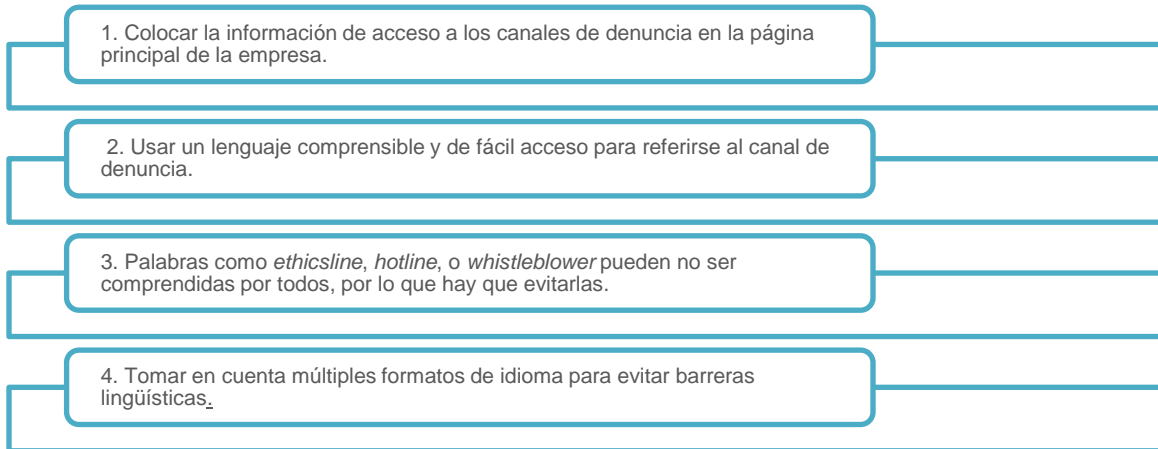 1. Colocar la información de acceso a los canales de denuncia en la página
principal de la empresa.
2. Usar un lenguaje comprensible y de fácil acceso para referirse al canal de
denuncia.
3. Palabras como ethicsline, hotline, o whistleblower pueden no ser
comprendidas por todos, por lo que hay que evitarlas.
4. Tomar en cuenta múltiples formatos de idioma para evitar barreras
lingüísticas.